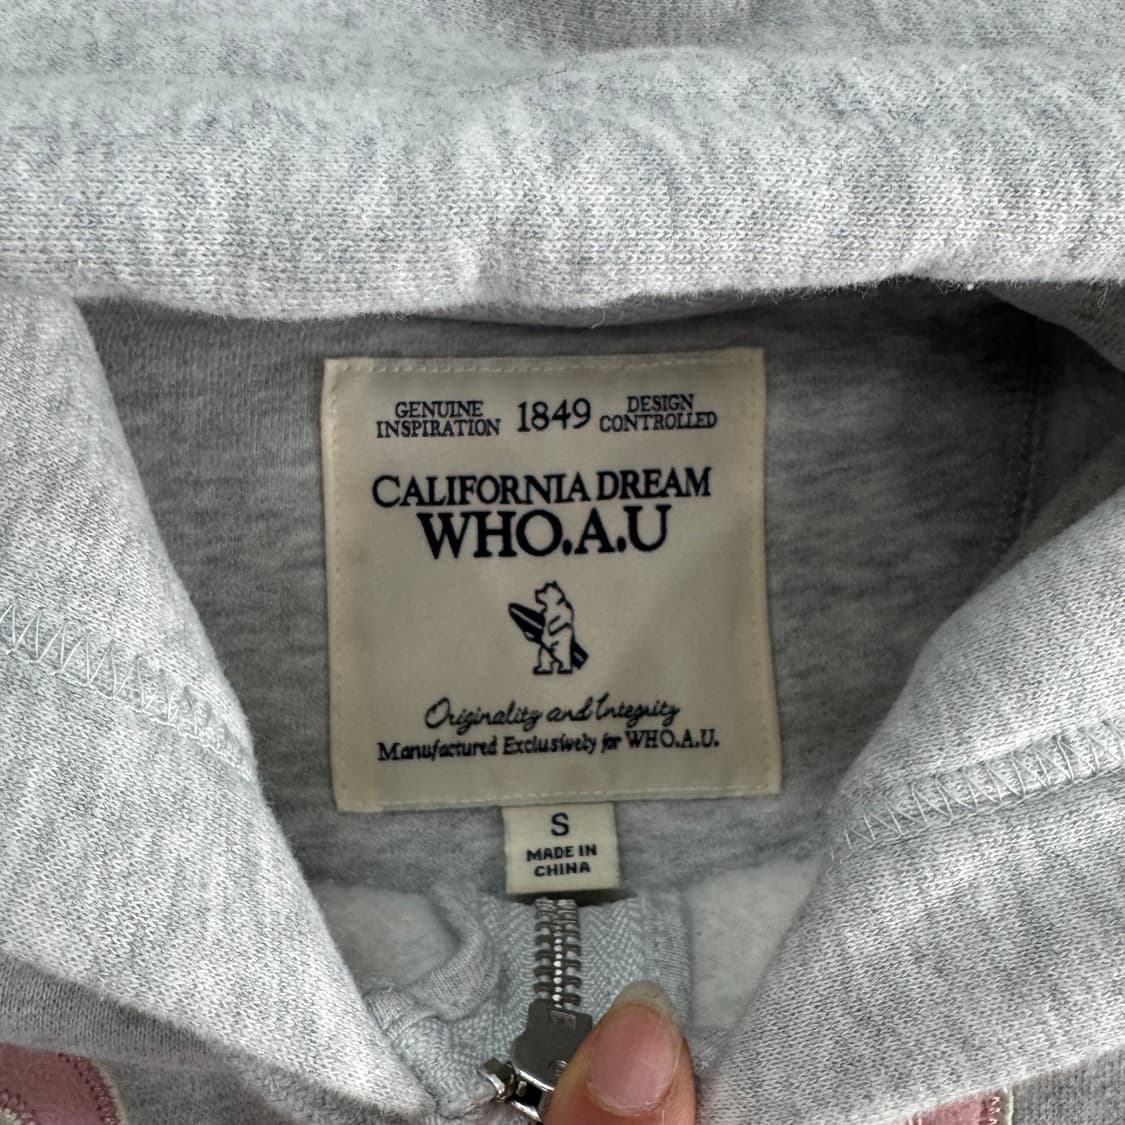 GENUINE INSPIRATION 1849 DESIGN CONTROLLED
CALIFORNIA DREAM
WHO.A.U
Originality and Integrity
Manufactured Exclusively for WHO.A.U.
S
MADE IN
CHINA